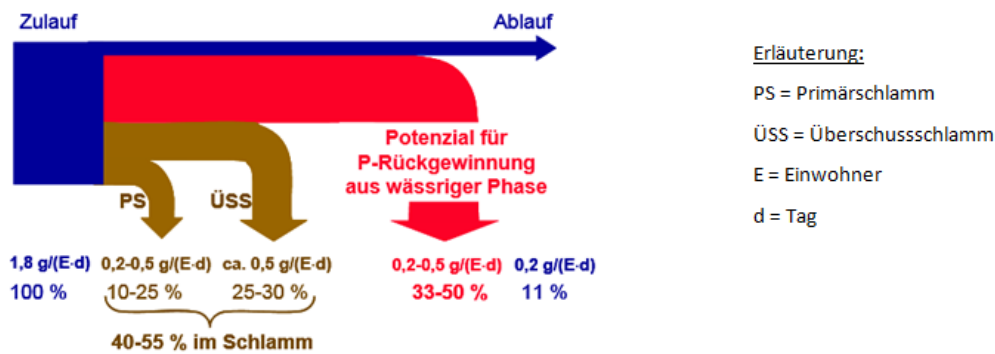 Zulauf
Ablauf
Potenzial für
P-Rückgewinnung
aus wässriger Phase
PS
ÜSS
1,8 g/(E·d) 0,2-0,5 g/(E·d) ca. 0,5 g/(E·d) 0,2-0,5 g/(E·d) 0,2 g/(E·d)
100 % 10-25 % 25-30 % 33-50 % 11 %
40-55 % im Schlamm
Erläuterung:
PS = Primärschlamm
ÜSS = Überschussschlamm
E = Einwohner
d = Tag